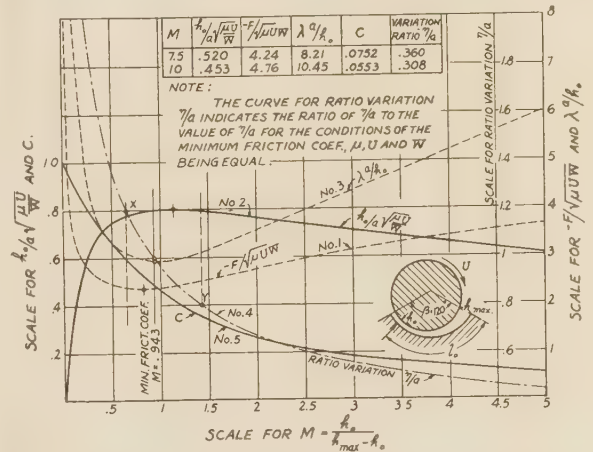 M h₀/a √μU/W -F/√μUW λa/h₀ C VARIATION RATIO η/a
7.5 .520 4.24 8.21 .0752 .360
10 .453 4.76 10.45 .0553 .308
NOTE:
THE CURVE FOR RATIO VARIATION
η/a INDICATES THE RATIO OF η/a TO THE
VALUE OF η/a FOR THE CONDITIONS OF THE
MINIMUM FRICTION COEF., μ, U AND W
BEING EQUAL.
SCALE FOR h₀/a √μU/W AND C.
1.0
.8
.6
.4
.2
X
No.2
No.3
λa/h₀
h₀/a √μU/W
No.1
-F/√μUW
Y
No.4
C
No.5
MIN. FRICT. COEF.
M = .943
RATIO VARIATION
η/a
U
h max.
h₀
β=120
l₀
SCALE FOR RATIO VARIATION η/a
1.8
1.6
1.4
1.2
1
.8
.6
.4
.2
8
7
6
5
4
3
2
1
SCALE FOR -F/√μUW AND λa/h₀
.5 1 1.5 2 2.5 3 3.5 4 4.5 5
SCALE FOR M = h₀/(h max - h₀)